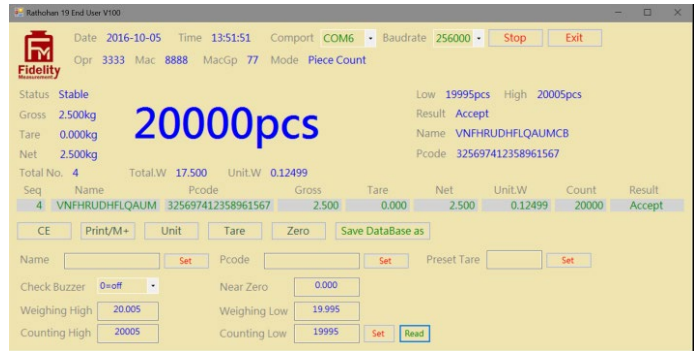 Rathohan 19 End User V100
Date 2016-10-05 Time 13:51:51 Comport COM6 Baudrate 256000 Stop Exit
FM Opr 3333 Mac 8888 MacGp 77 Mode Piece Count
Fidelity
Measurement
Status Stable Low 19995pcs High 20005pcs
Gross 2.500kg Result Accept
Tare 0.000kg 20000pcs Name VNFHRUDHFLQAUMCB
Net 2.500kg Pcode 325697412358961567
Total No. 4 Total.W 17.500 Unit.W 0.12499
Seq Name Pcode Gross Tare Net Unit.W Count Result
4 VNFHRUDHFLQAUM 325697412358961567 2.500 0.000 2.500 0.12499 20000 Accept
CE Print/M+ Unit Tare Zero Save DataBase as
Name Set Pcode Set Preset Tare Set
Check Buzzer 0=off Near Zero 0.000
Weighing High 20.005 Weighing Low 19.995
Counting High 20005 Counting Low 19995 Set Read